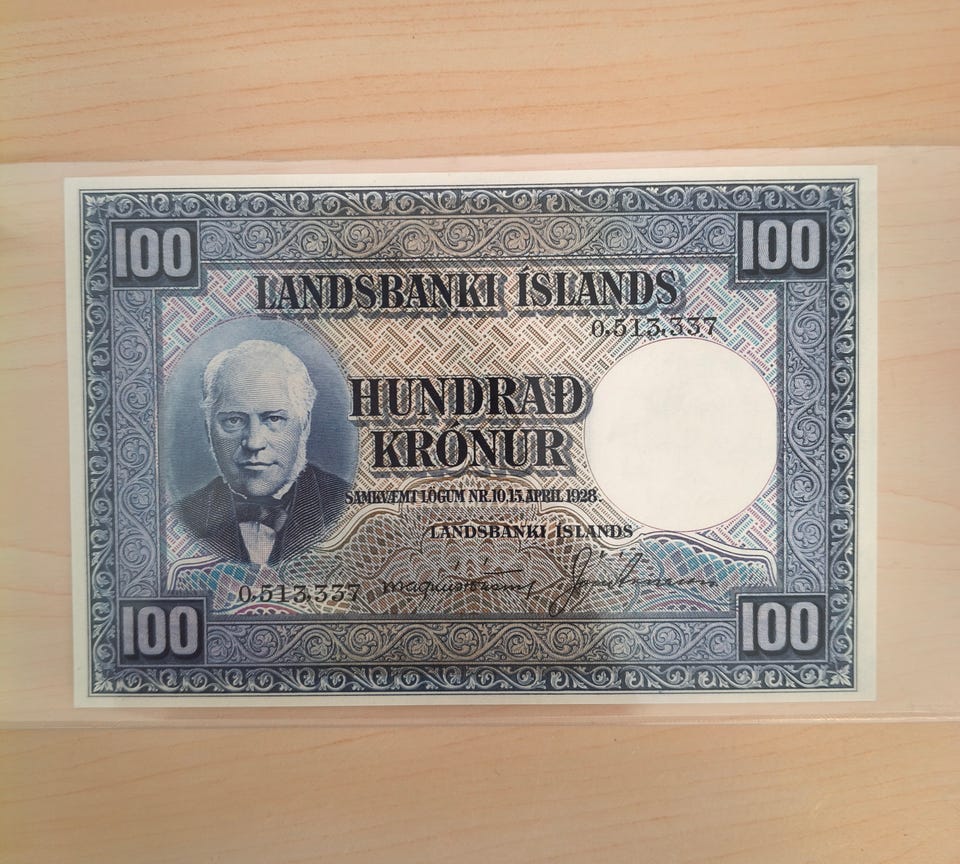 100 100
LANDSBANKI ÍSLANDS
0.513.337
HUNDRAÐ
KRÓNUR
SAMKVÆMT LÖGUM NR. 10, 15. APRÍL 1928.
LANDSBANKI ÍSLANDS
0.513.337
100 100